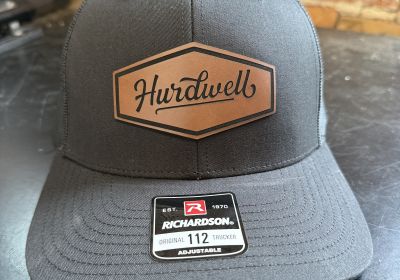 Hurdwell
EST. R 1970
RICHARDSON
ORIGINAL 112 TRUCKER
ADJUSTABLE